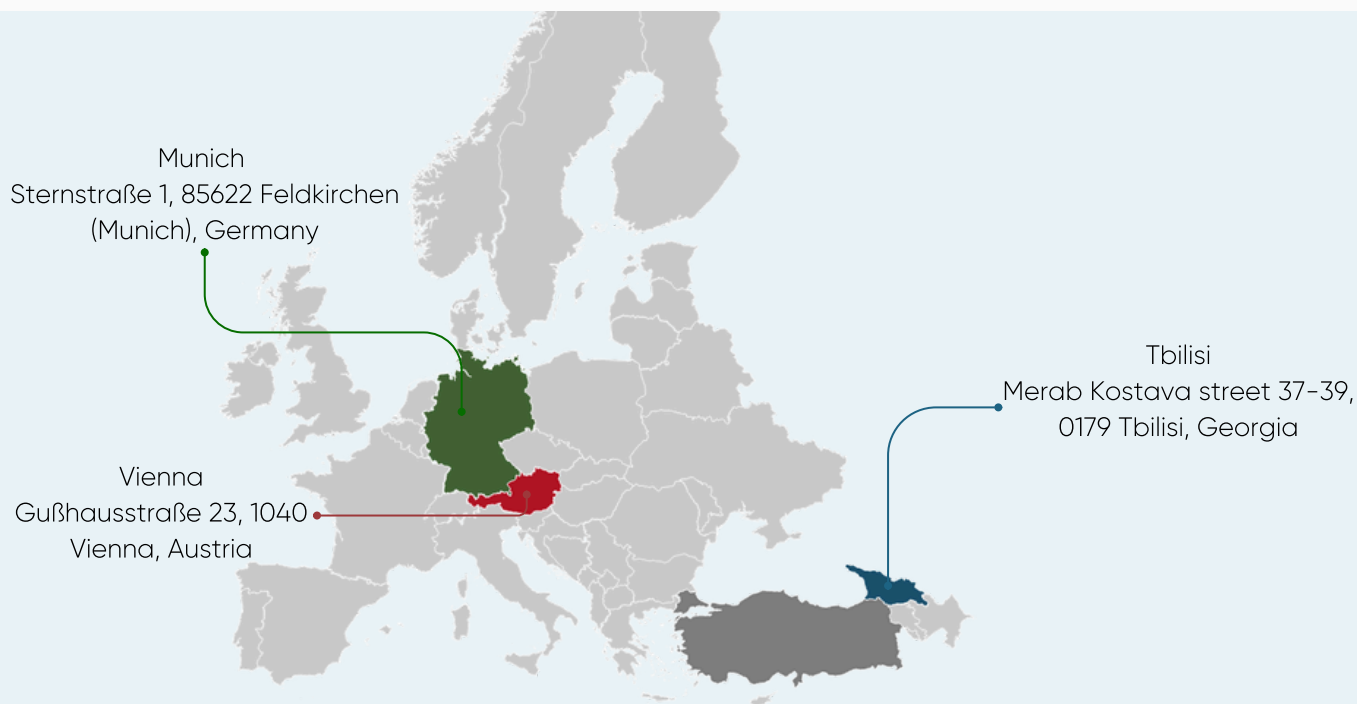 Munich
Sternstraße 1, 85622 Feldkirchen
(Munich), Germany
Tbilisi
Merab Kostava street 37-39,
0179 Tbilisi, Georgia
Vienna
Gußhausstraße 23, 1040
Vienna, Austria